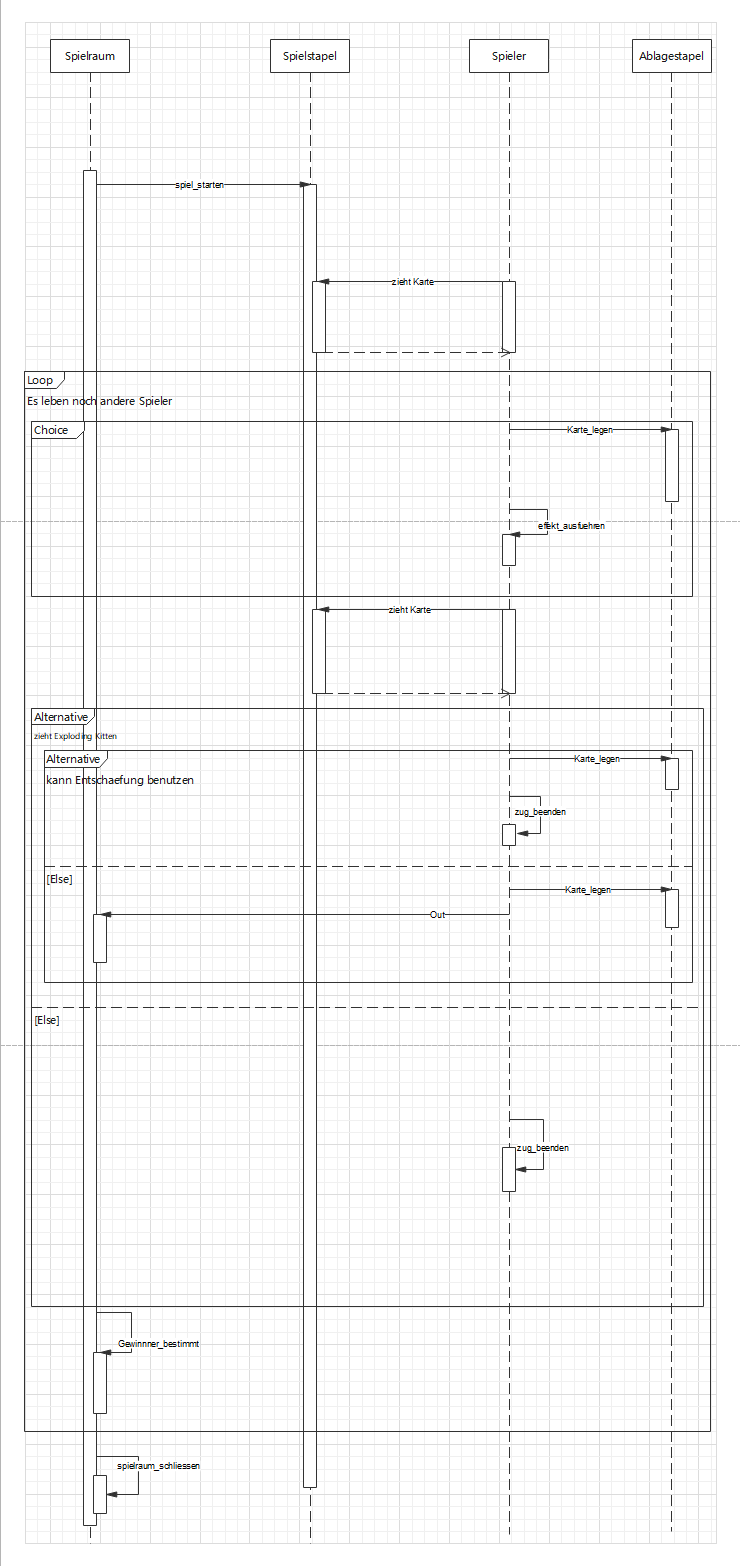 Spielraum
Spielstapel
Spieler
Ablagestapel
spiel_starten
zieht Karte
Loop
Es leben noch andere Spieler
Choice
Karte_legen
effekt_ausfuehren
zieht Karte
Alternative
zieht Exploding Kitten
Alternative
Karte_legen
kann Entschaefung benutzen
zug_beenden
[Else]
Karte_legen
Out
[Else]
zug_beenden
Gewinnner_bestimmt
spielraum_schliessen